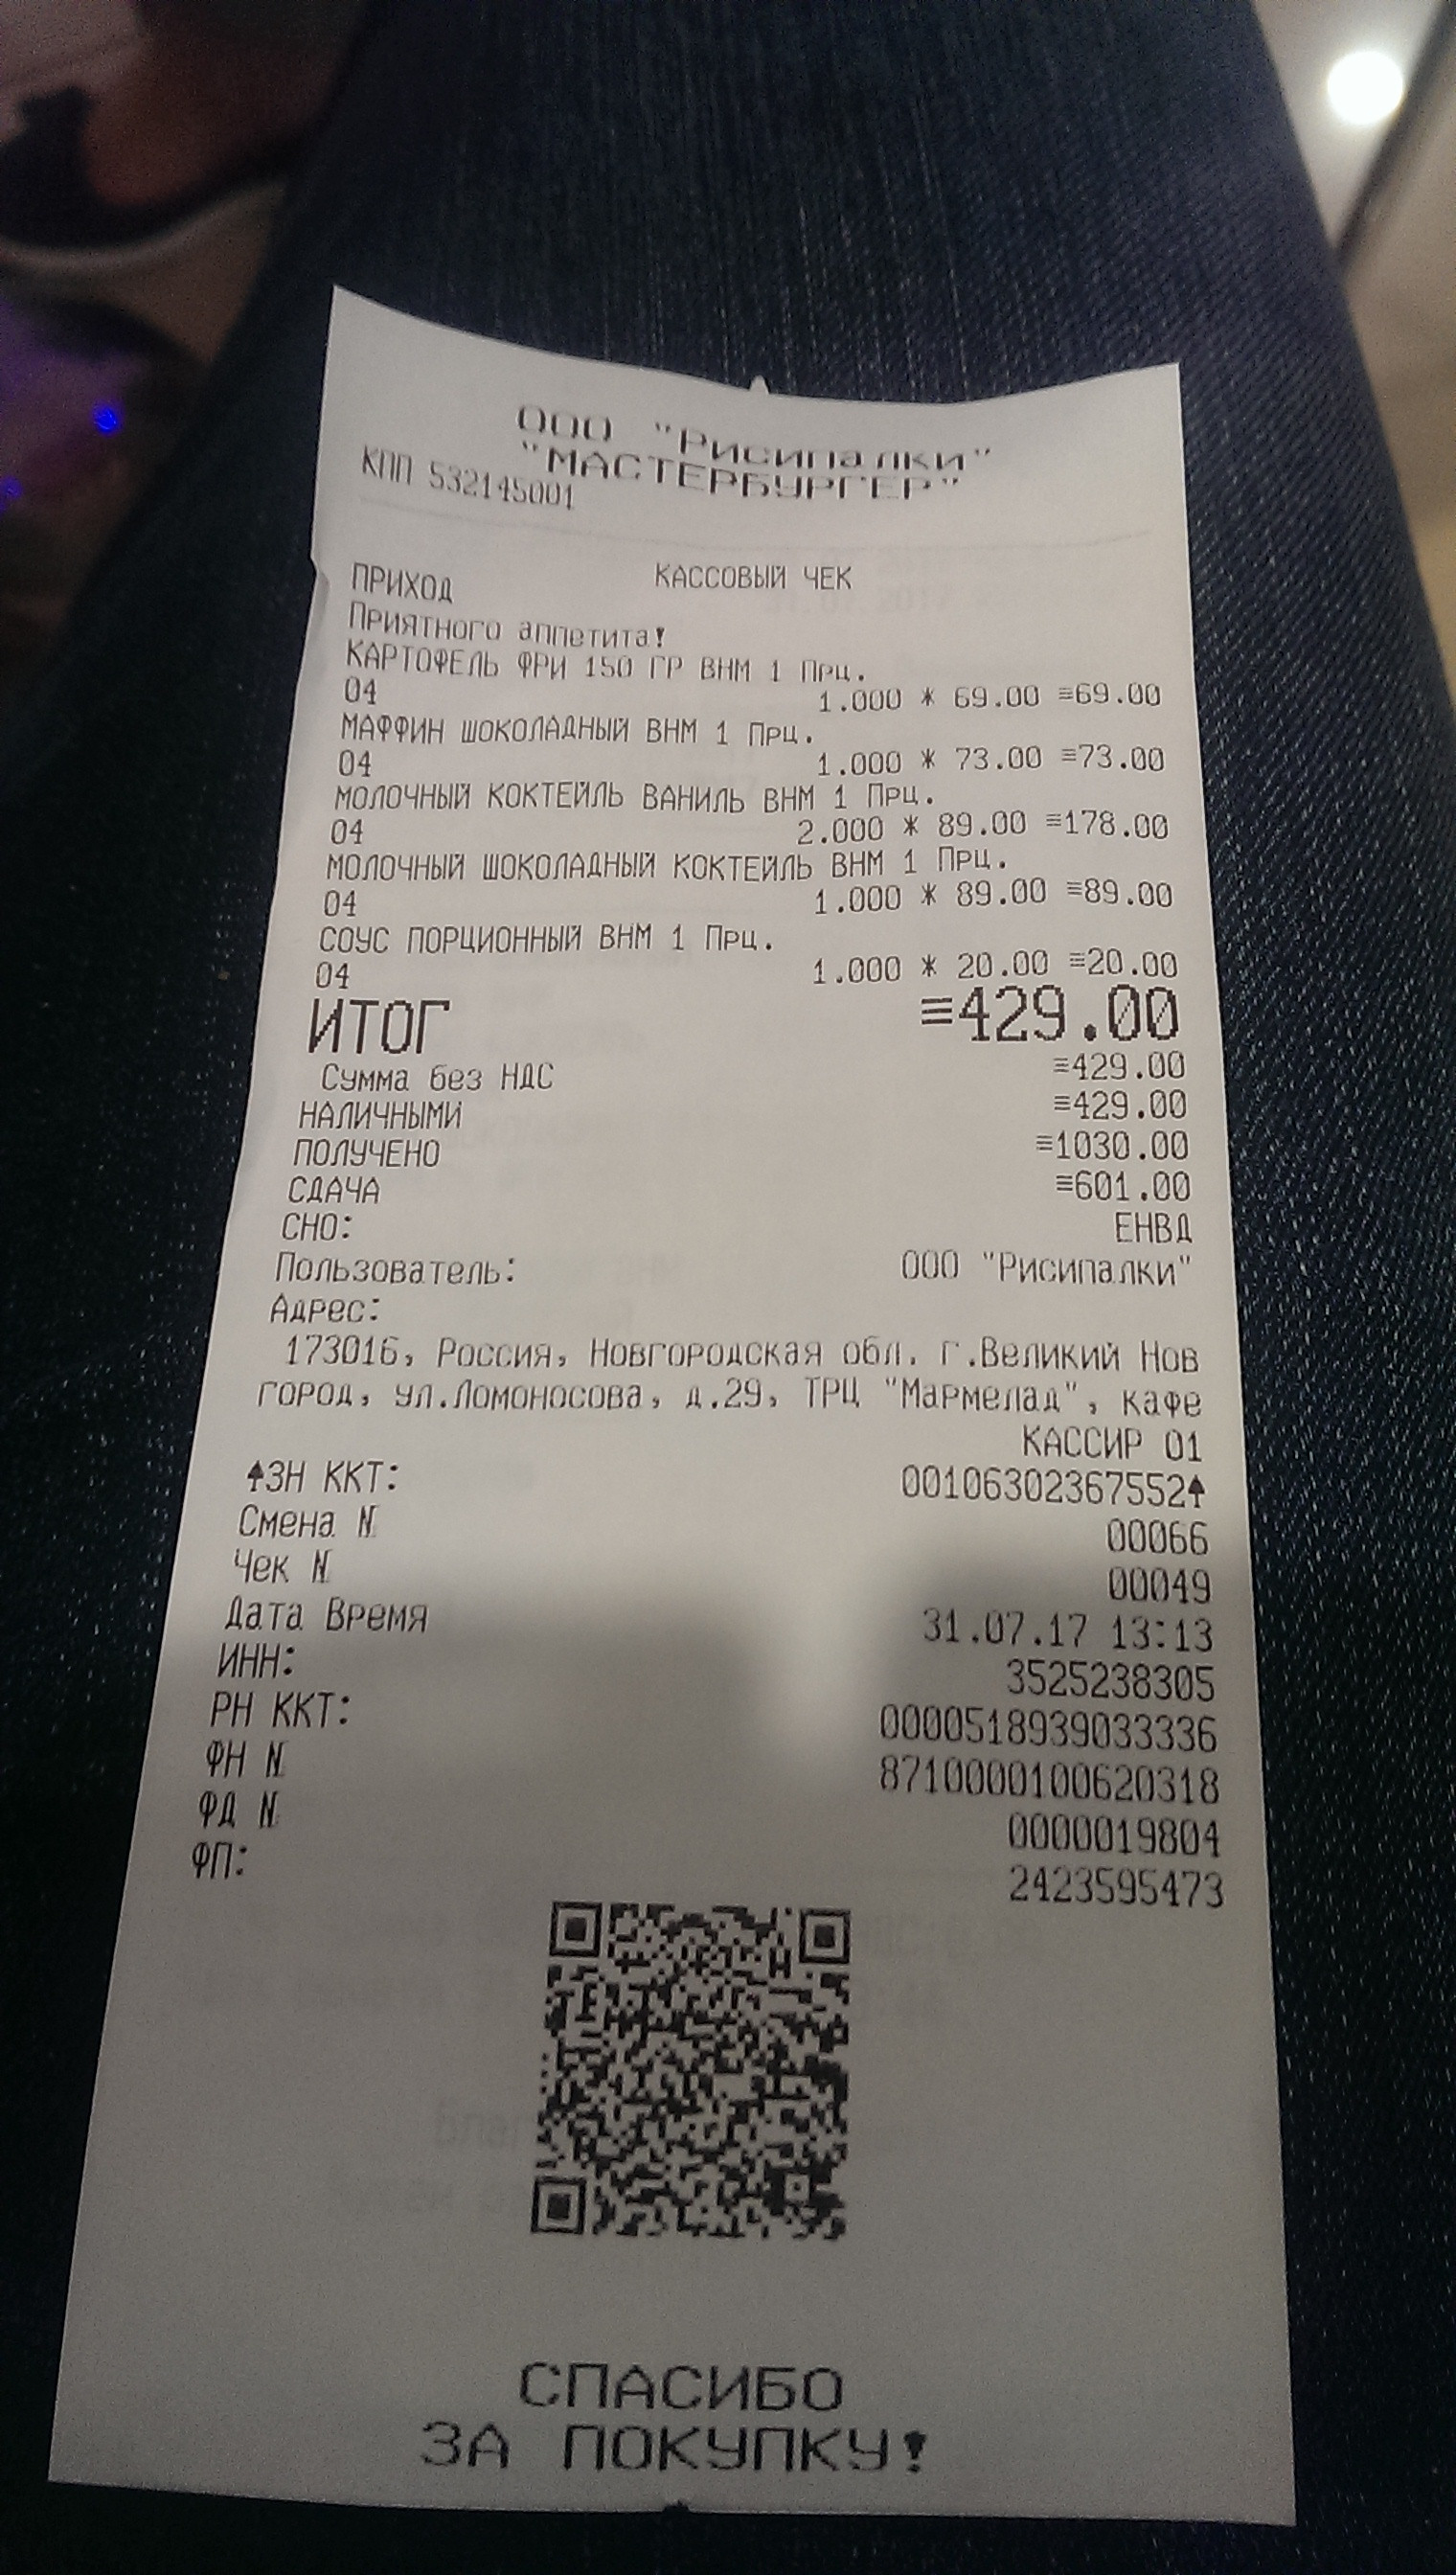 ООО "Рисипалки"
"МАСТЕРБУРГЕР"
КПП 532145001
КАССОВЫЙ ЧЕК
ПРИХОД
Приятного аппетита!
КАРТОФЕЛЬ ФРИ 150 ГР ВНМ 1 Прц.
04 1.000 * 69.00 ≡69.00
МАФФИН ШОКОЛАДНЫЙ ВНМ 1 Прц.
04 1.000 * 73.00 ≡73.00
МОЛОЧНЫЙ КОКТЕЙЛЬ ВАНИЛЬ ВНМ 1 Прц.
04 2.000 * 89.00 ≡178.00
МОЛОЧНЫЙ ШОКОЛАДНЫЙ КОКТЕЙЛЬ ВНМ 1 Прц.
04 1.000 * 89.00 ≡89.00
СОУС ПОРЦИОННЫЙ ВНМ 1 Прц.
04 1.000 * 20.00 ≡20.00
ИТОГ ≡429.00
Сумма без НДС ≡429.00
НАЛИЧНЫМИ ≡429.00
ПОЛУЧЕНО ≡1030.00
СДАЧА ≡601.00
СНО: ЕНВД
Пользователь: ООО "Рисипалки"
Адрес:
173016, Россия, Новгородская обл. г.Великий Нов
город, ул.Ломоносова, д.29, ТРЦ "Мармелад", кафе
КАССИР 01
↑ЗН ККТ: 00106302367552↑
Смена N 00066
Чек N 00049
Дата Время 31.07.17 13:13
ИНН: 3525238305
РН ККТ: 0000518939033336
ФН N 8710000100620318
ФД N 0000019804
ФП: 2423595473
СПАСИБО
ЗА ПОКУПКУ!